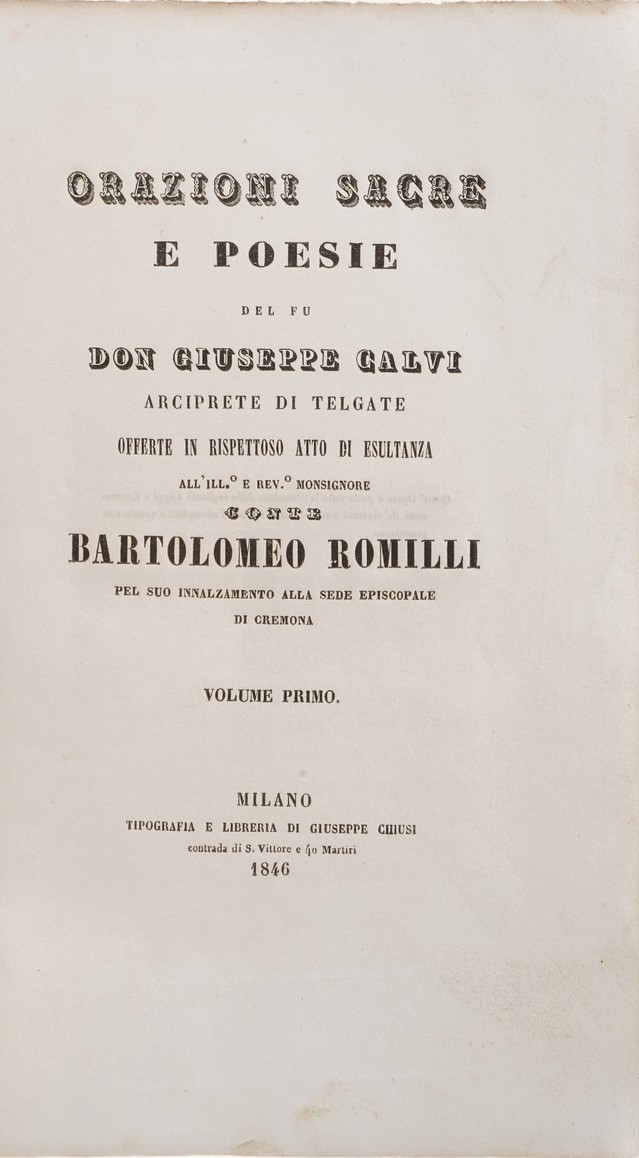 ORAZIONI SACRE
E POESIE
DEL FU
DON GIUSEPPE CALVI
ARCIPRETE DI TELGATE
OFFERTE IN RISPETTOSO ATTO DI ESULTANZA
ALL'ILL.º E REV.º MONSIGNORE
CONTE
BARTOLOMEO ROMILLI
PEL SUO INNALZAMENTO ALLA SEDE EPISCOPALE
DI CREMONA
VOLUME PRIMO.
MILANO
TIPOGRAFIA E LIBRERIA DI GIUSEPPE CHIUSI
contrada di S. Vittore e 40 Martiri
1846